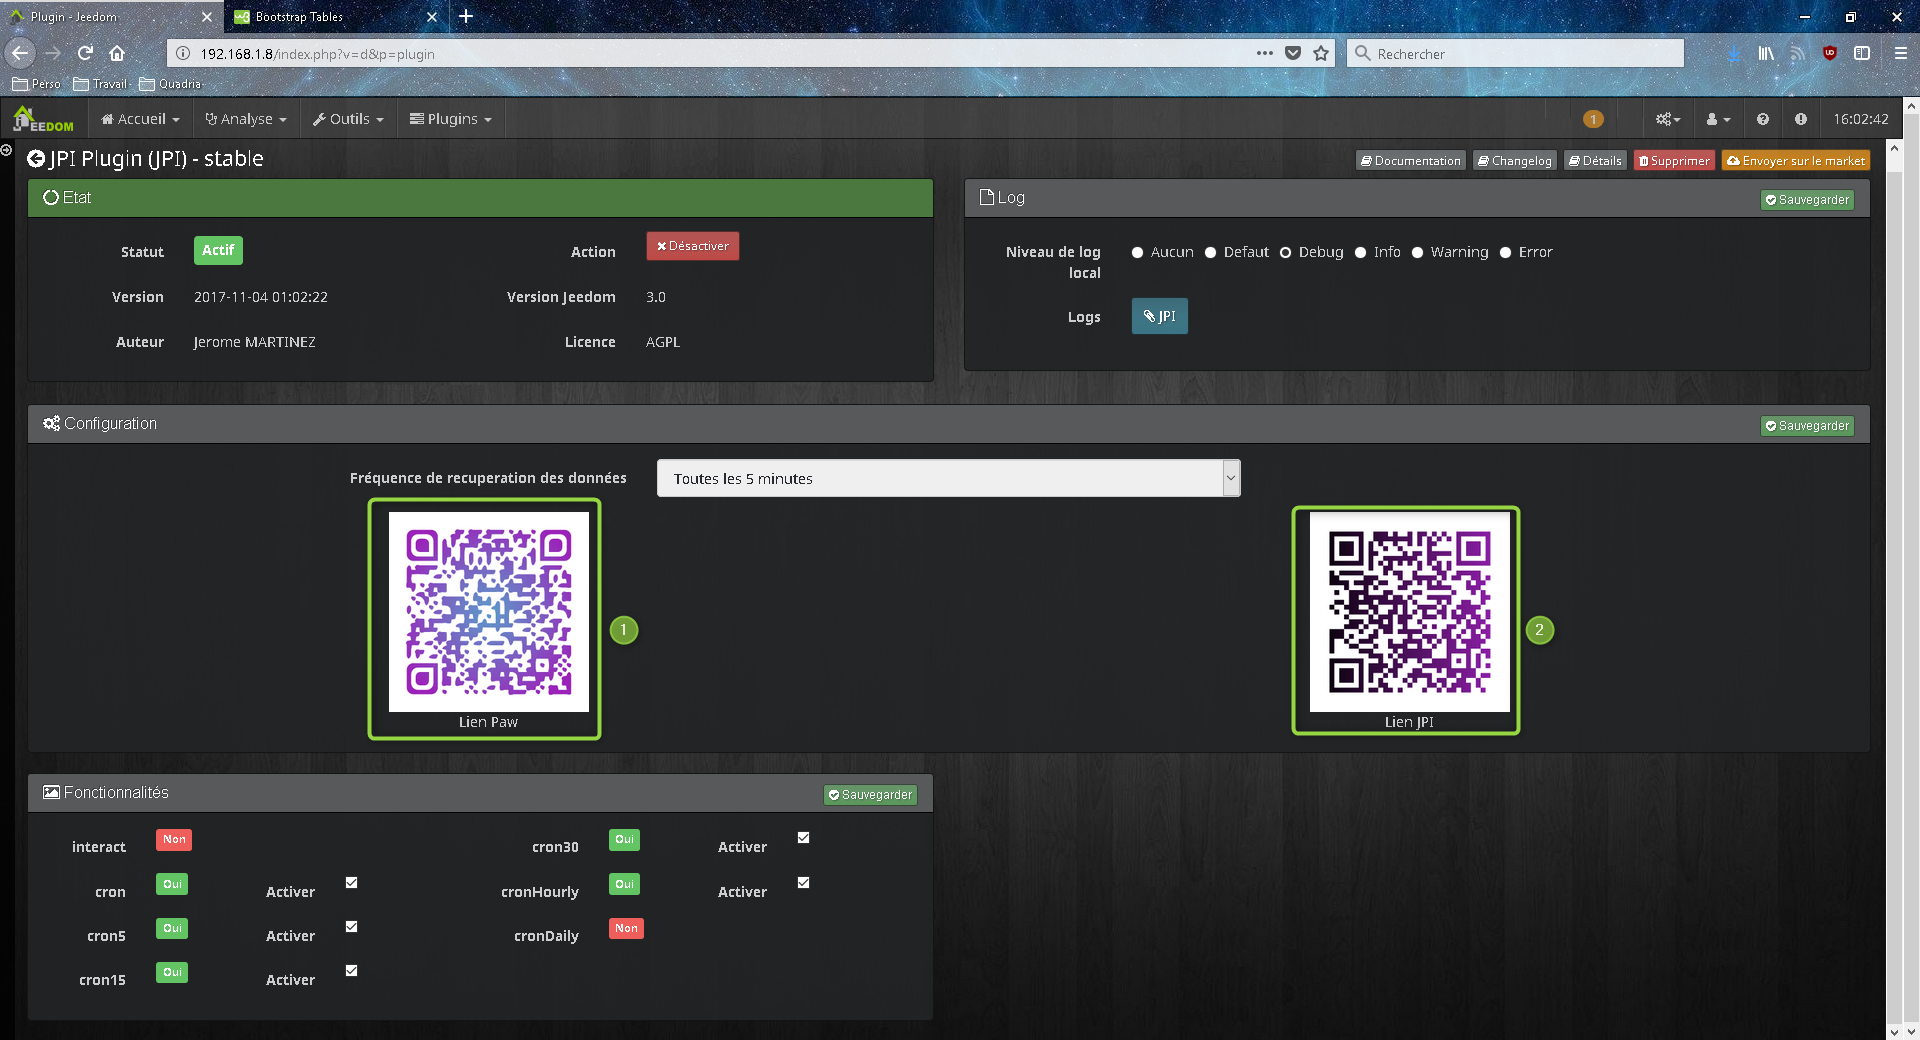 Plugin - Jeedom
Bootstrap Tables
192.168.1.8/index.php?v=d&p=plugin
Rechercher
Perso Travail Quadria
JEEDOM Accueil Analyse Outils Plugins 1 16:02:42
JPI Plugin (JPI) - stable
Documentation Changelog Détails Supprimer Envoyer sur le market
Etat
Statut Actif Action Désactiver
Version 2017-11-04 01:02:22 Version Jeedom 3.0
Auteur Jerome MARTINEZ Licence AGPL
Log Sauvegarder
Niveau de log local Aucun Defaut Debug Info Warning Error
Logs JPI
Configuration Sauvegarder
Fréquence de recuperation des données Toutes les 5 minutes
1
Lien Paw
2
Lien JPI
Fonctionnalités Sauvegarder
interact Non
cron Oui Activer
cron5 Oui Activer
cron15 Oui Activer
cron30 Oui Activer
cronHourly Oui Activer
cronDaily Non